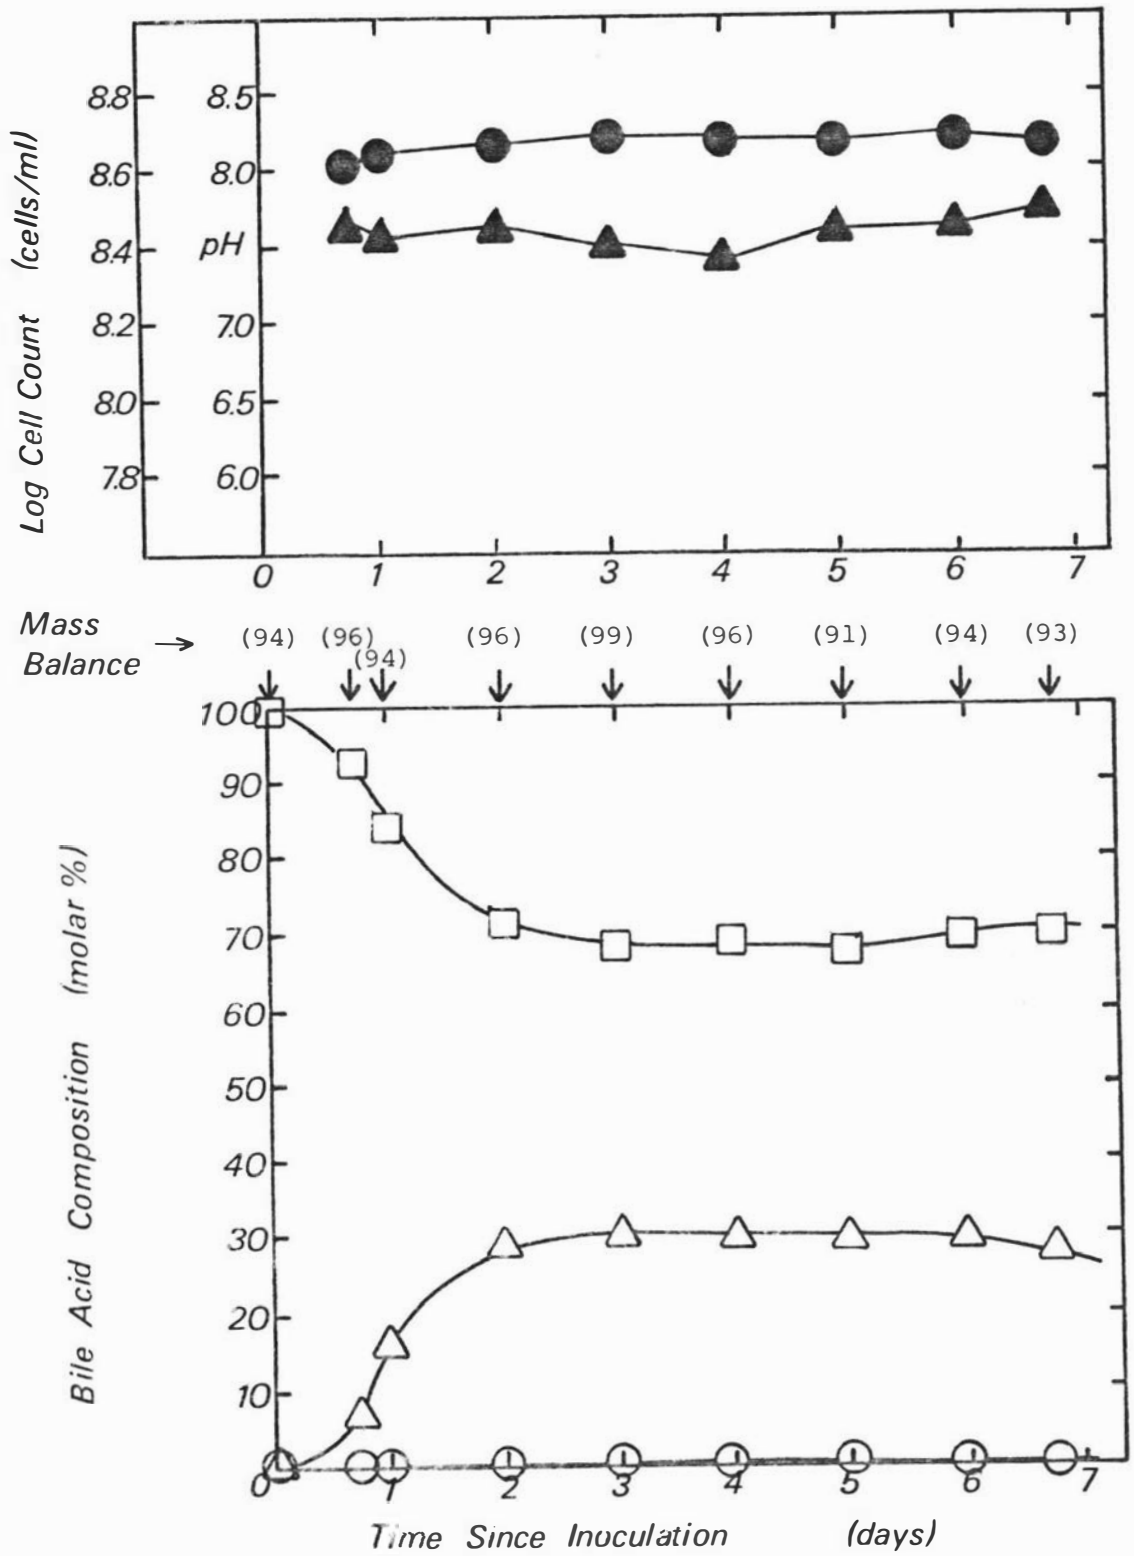 Log Cell Count (cells/ml)
8.8 8.5
8.6 8.0
8.4 pH
8.2 7.0
8.0 6.5
7.8 6.0
0 1 2 3 4 5 6 7
Mass Balance → (94) (96) (94) (96) (99) (96) (91) (94) (93)
Bile Acid Composition (molar %)
100
90
80
70
60
50
40
30
20
10
0 1 2 3 4 5 6 7
Time Since Inoculation (days)